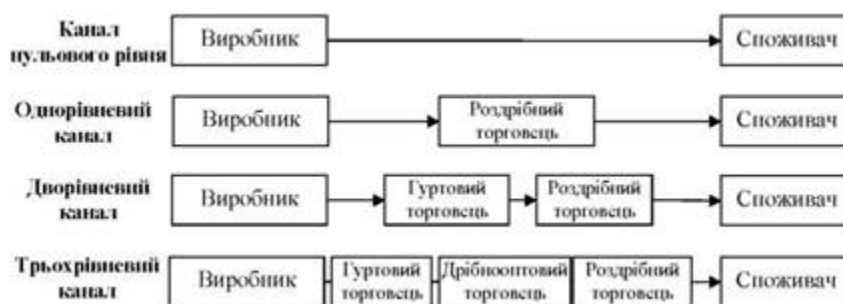 Канал
нульового рівня
Виробник
Споживач
Однорівневий
канал
Виробник
Роздрібний
торговець
Споживач
Дворівневий
канал
Виробник
Гуртовий
торговець
Роздрібний
торговець
Споживач
Трьохрівневий
канал
Виробник
Гуртовий
торговець
Дрібнооптовий
торговець
Роздрібний
торговець
Споживач